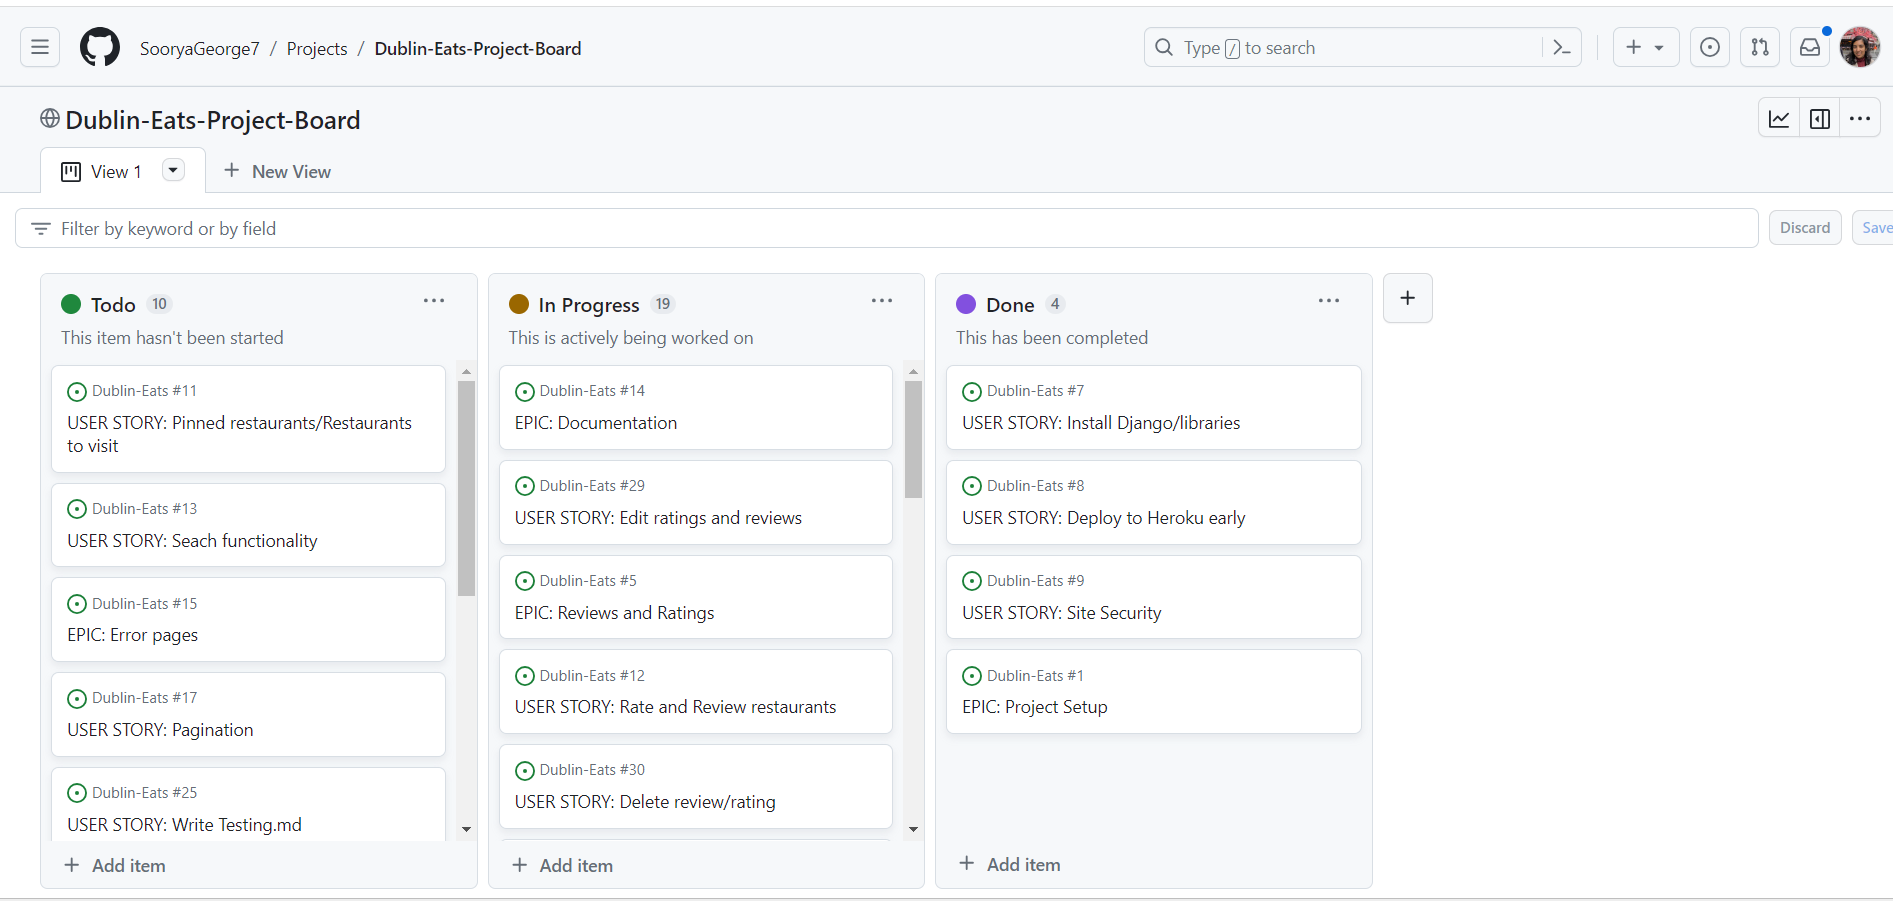 SooryaGeorge7 / Projects / Dublin-Eats-Project-Board
Type / to search
Dublin-Eats-Project-Board
View 1
New View
Filter by keyword or by field
Discard
Save
Todo 10
This item hasn't been started
Dublin-Eats #11
USER STORY: Pinned restaurants/Restaurants
to visit
Dublin-Eats #13
USER STORY: Seach functionality
Dublin-Eats #15
EPIC: Error pages
Dublin-Eats #17
USER STORY: Pagination
Dublin-Eats #25
USER STORY: Write Testing.md
+ Add item
In Progress 19
This is actively being worked on
Dublin-Eats #14
EPIC: Documentation
Dublin-Eats #29
USER STORY: Edit ratings and reviews
Dublin-Eats #5
EPIC: Reviews and Ratings
Dublin-Eats #12
USER STORY: Rate and Review restaurants
Dublin-Eats #30
USER STORY: Delete review/rating
+ Add item
Done 4
This has been completed
Dublin-Eats #7
USER STORY: Install Django/libraries
Dublin-Eats #8
USER STORY: Deploy to Heroku early
Dublin-Eats #9
USER STORY: Site Security
Dublin-Eats #1
EPIC: Project Setup
+ Add item